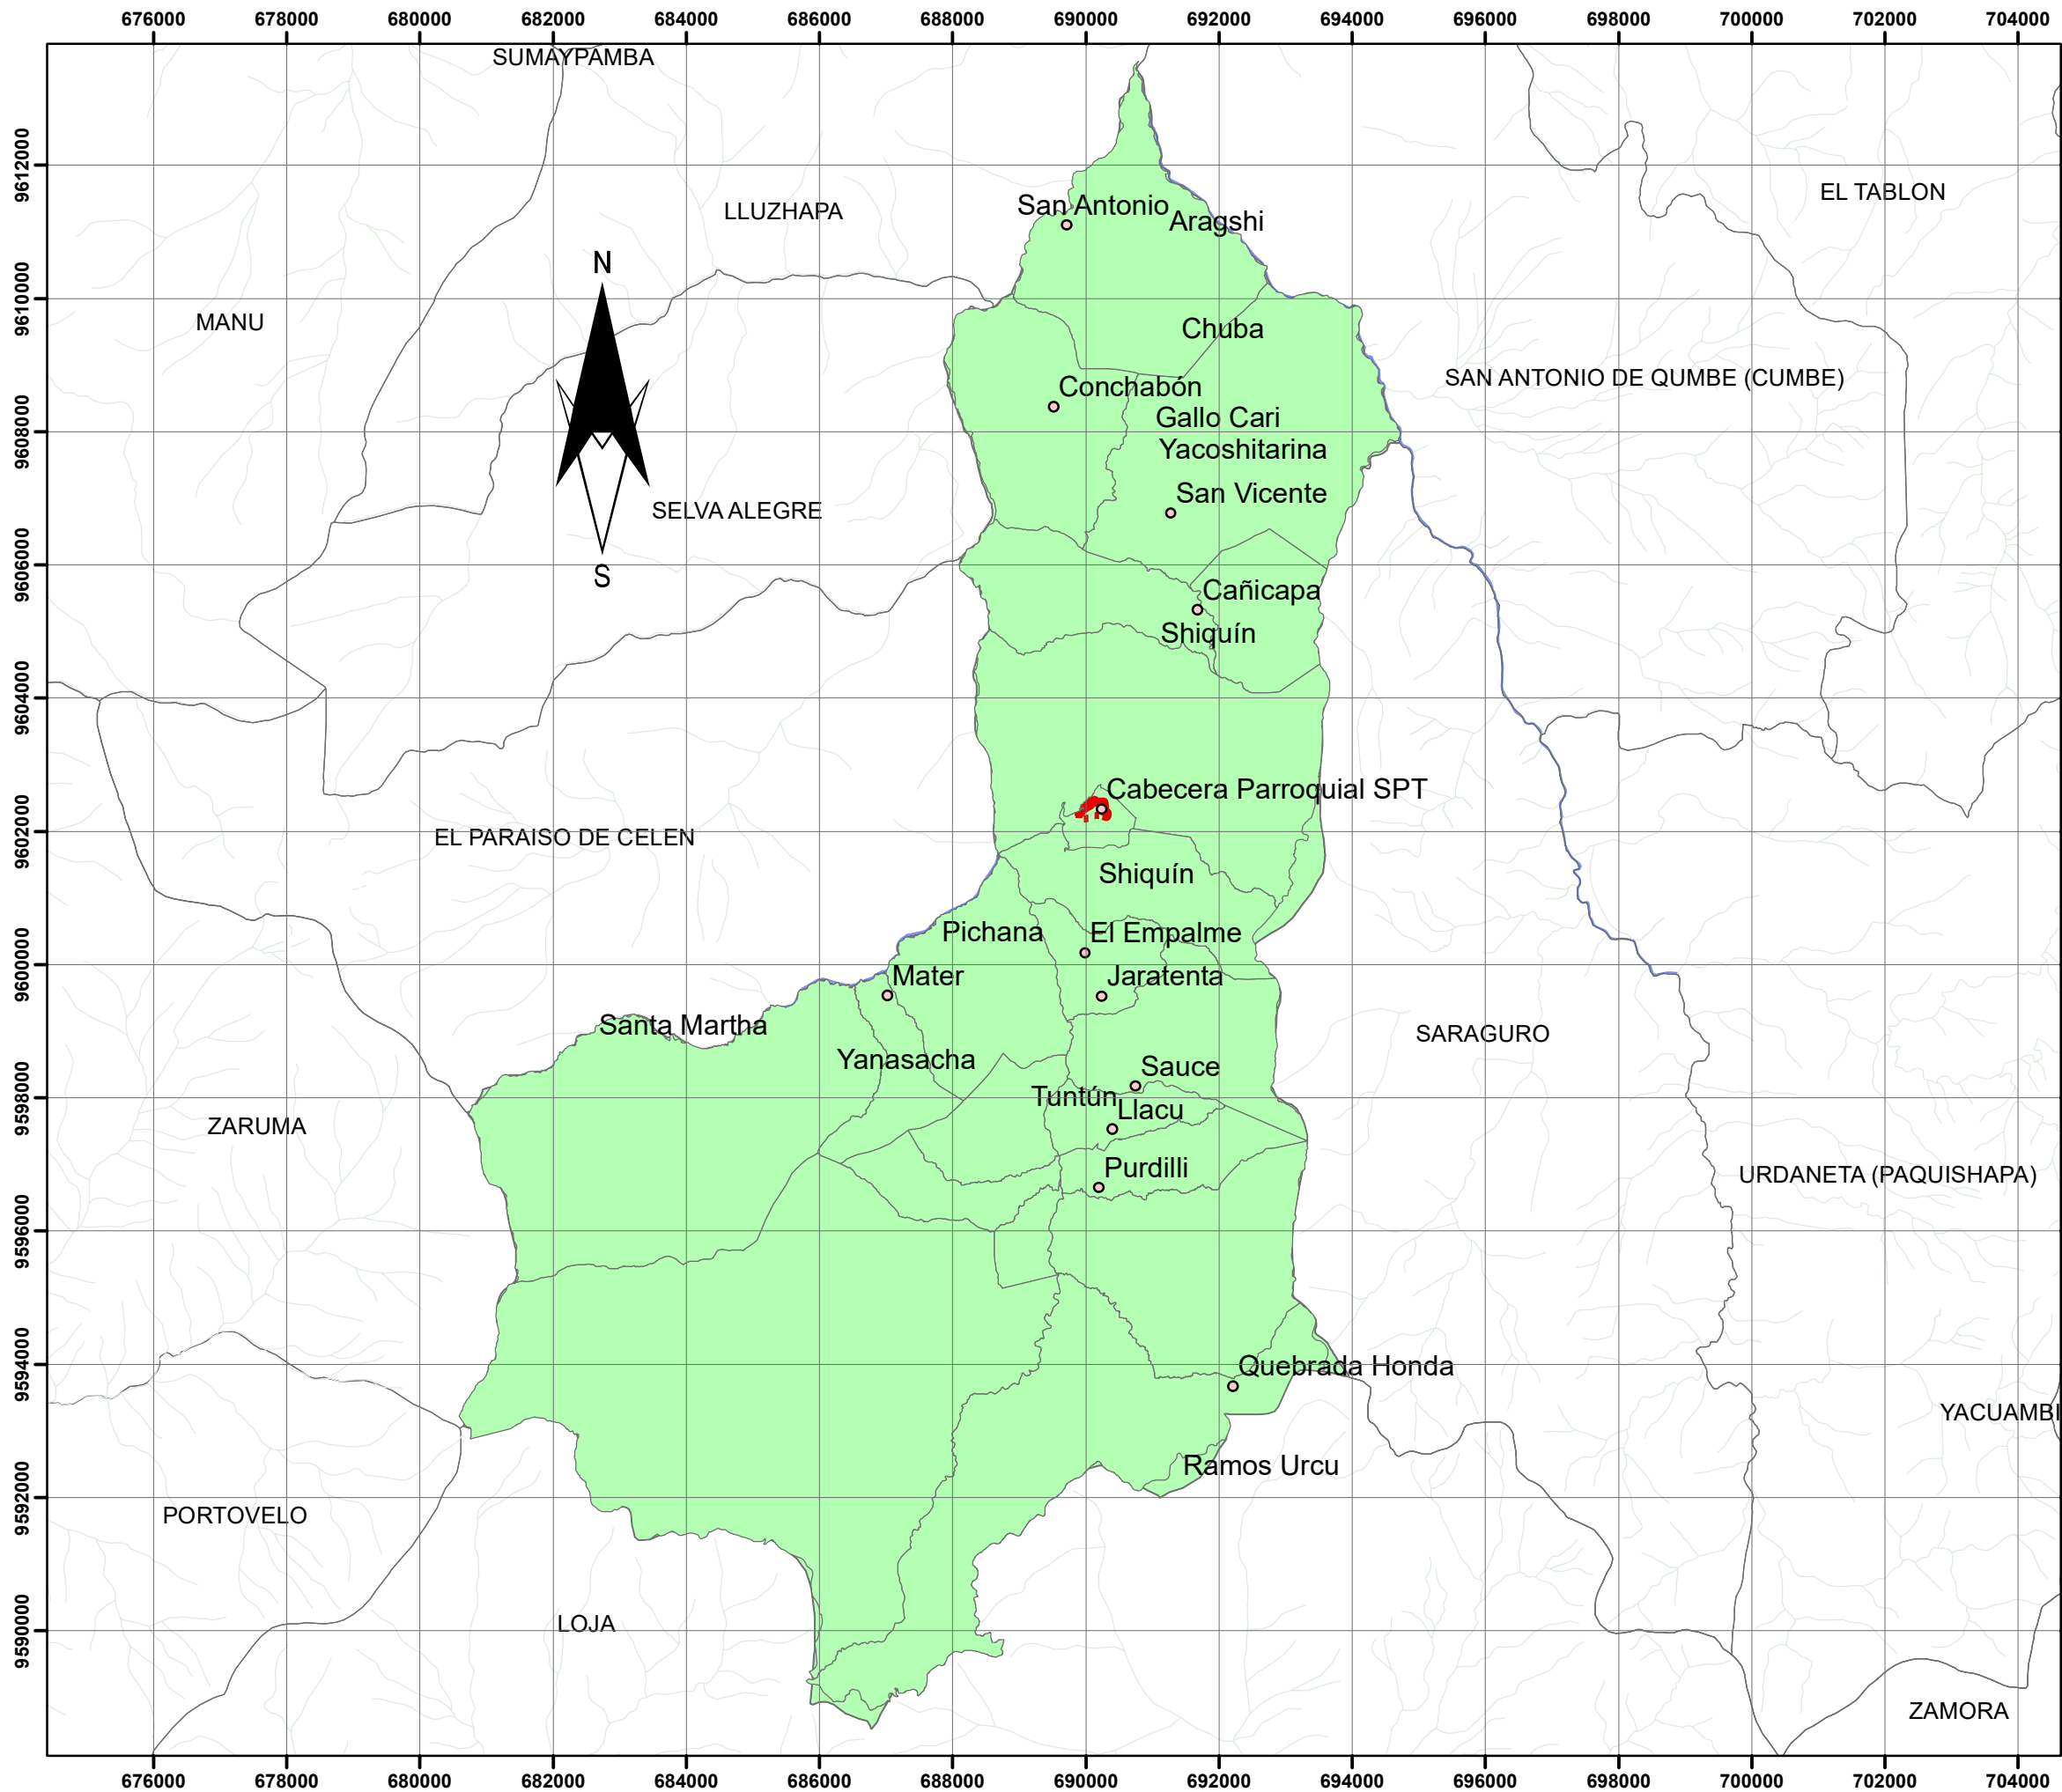 676000 678000 680000 682000 684000 686000 688000 690000 692000 694000 696000 698000 700000 702000 704000
SUMAYPAMBA
9612000
EL TABLON
San Antonio
LLUZHAPA
Aragshi
N
9610000
MANU
Chuba
SAN ANTONIO DE QUMBE (CUMBE)
Conchabón
Gallo Cari
9608000
Yacoshitarina
San Vicente
SELVA ALEGRE
9606000
S
Cañicapa
Shiquín
9604000
Cabecera Parroquial SPT
9602000
EL PARAISO DE CELEN
Shiquín
Pichana
El Empalme
9600000
Mater
Jaratenta
Santa Martha
SARAGURO
Yanasacha
Sauce
9598000
Tuntún
Llacu
ZARUMA
Purdilli
URDANETA (PAQUISHAPA)
9596000
9594000
Quebrada Honda
YACUAMBI
Ramos Urcu
9592000
PORTOVELO
9590000
LOJA
ZAMORA
676000 678000 680000 682000 684000 686000 688000 690000 692000 694000 696000 698000 700000 702000 704000